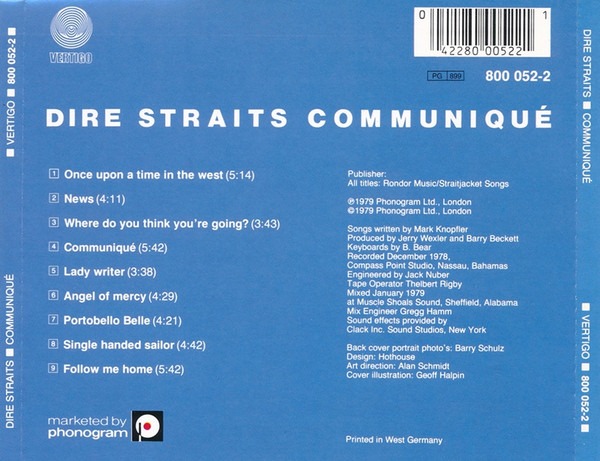 VERTIGO
0 42280 00522 1
PG 899 800 052-2
DIRE STRAITS COMMUNIQUÉ
1 Once upon a time in the west (5:14)
2 News (4:11)
3 Where do you think you're going? (3:43)
4 Communiqué (5:42)
5 Lady writer (3:38)
6 Angel of mercy (4:29)
7 Portobello Belle (4:21)
8 Single handed sailor (4:42)
9 Follow me home (5:42)
Publisher:
All titles: Rondor Music/Straitjacket Songs
℗1979 Phonogram Ltd., London
©1979 Phonogram Ltd., London
Songs written by Mark Knopfler
Produced by Jerry Wexler and Barry Beckett
Keyboards by B. Bear
Recorded December 1978,
Compass Point Studio, Nassau, Bahamas
Engineered by Jack Nuber
Tape Operator Thelbert Rigby
Mixed January 1979
at Muscle Shoals Sound, Sheffield, Alabama
Mix Engineer Gregg Hamm
Sound effects provided by
Clack Inc. Sound Studios, New York
Back cover portrait photo's: Barry Schulz
Design: Hothouse
Art direction: Alan Schmidt
Cover illustration: Geoff Halpin
marketed by
phonogram
Printed in West Germany
DIRE STRAITS ■ COMMUNIQUÉ ■ VERTIGO ■ 800 052-2 ■
DIRE STRAITS ■ COMMUNIQUÉ ■ VERTIGO ■ 800 052-2 ■